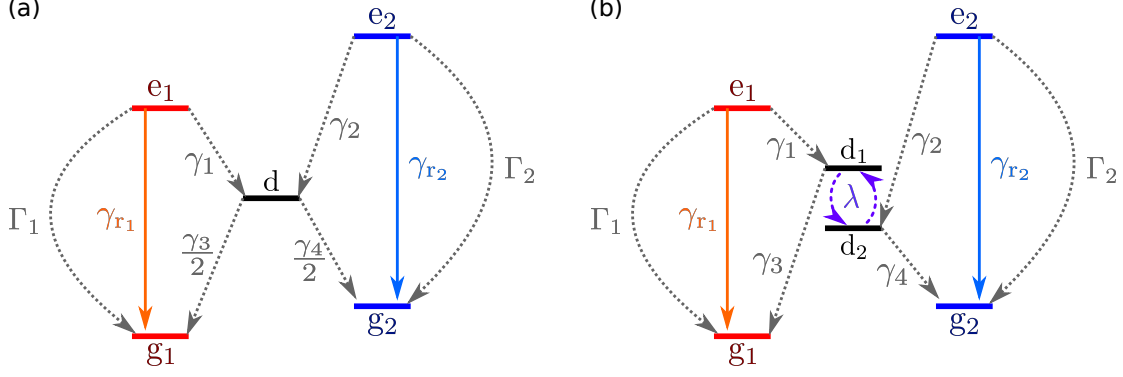 (a)
e₂
e₁
γ₂
γ₁
d
Γ₁
γᵣ₁
γᵣ₂
Γ₂
γ₃/2
γ₄/2
g₂
g₁
(b)
e₂
e₁
γ₁
d₁
γ₂
Γ₁
γᵣ₁
λ
γᵣ₂
Γ₂
d₂
γ₃
γ₄
g₂
g₁